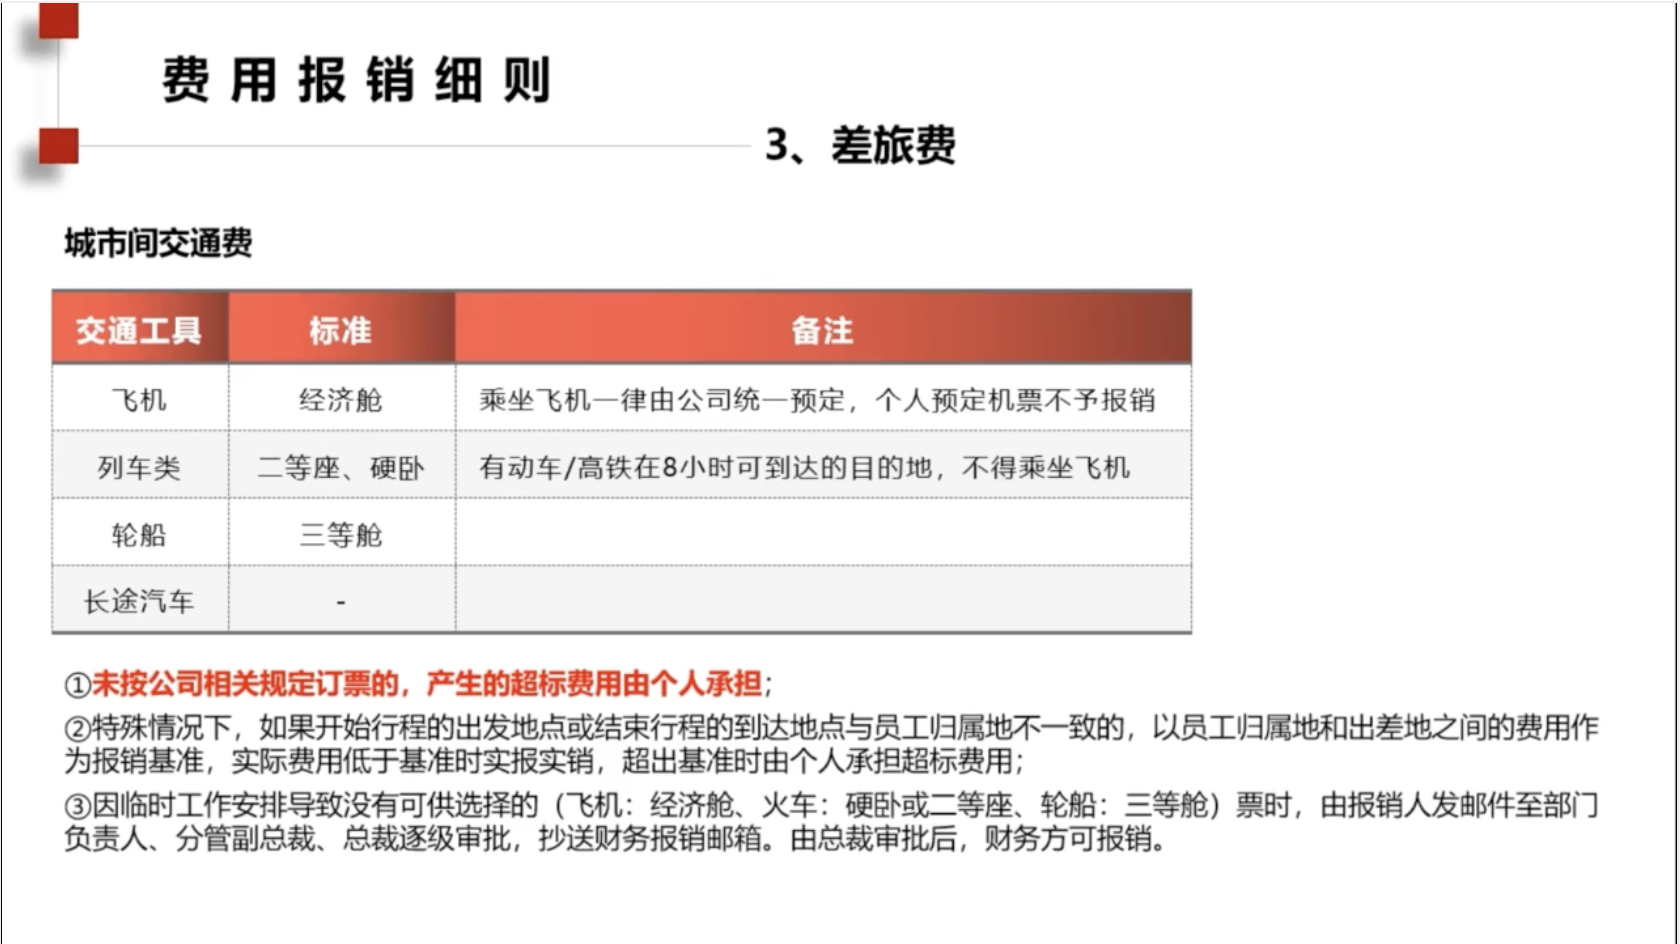 费用报销细则
3、差旅费
城市间交通费
交通工具 标准 备注
飞机 经济舱 乘坐飞机一律由公司统一预定，个人预定机票不予报销
列车类 二等座、硬卧 有动车/高铁在8小时可到达的目的地，不得乘坐飞机
轮船 三等舱
长途汽车 -
①未按公司相关规定订票的，产生的超标费用由个人承担；
②特殊情况下，如果开始行程的出发地点或结束行程的到达地点与员工归属地不一致的，以员工归属地和出差地之间的费用作
为报销基准，实际费用低于基准时实报实销，超出基准时由个人承担超标费用；
③因临时工作安排导致没有可供选择的（飞机：经济舱、火车：硬卧或二等座、轮船：三等舱）票时，由报销人发邮件至部门
负责人、分管副总裁、总裁逐级审批，抄送财务报销邮箱。由总裁审批后，财务方可报销。